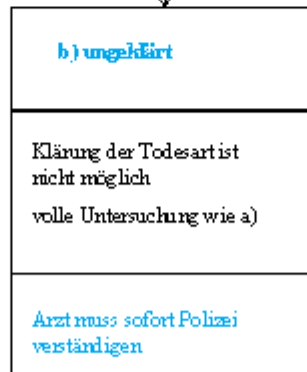 b) ungeklärt
Klärung der Todesart ist
nicht möglich
volle Untersuchung wie a)
Arzt muss sofort Polizei
verständigen